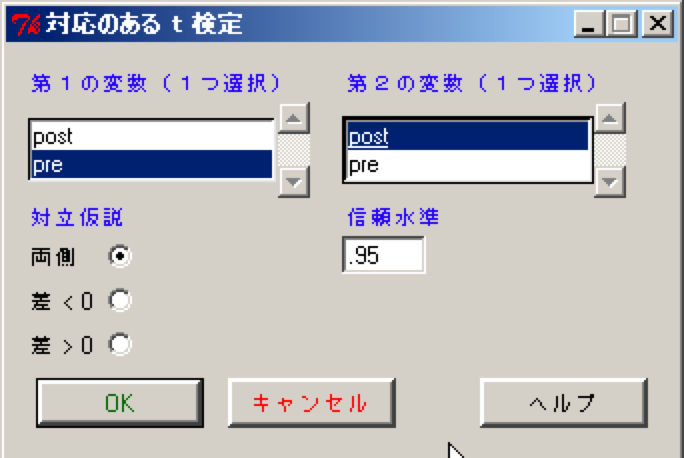 対応のある t 検定
第1の変数(1つ選択)
第2の変数(1つ選択)
post
pre
post
pre
対立仮説
信頼水準
両側
.95
差 < 0
差 > 0
OK
キャンセル
ヘルプ